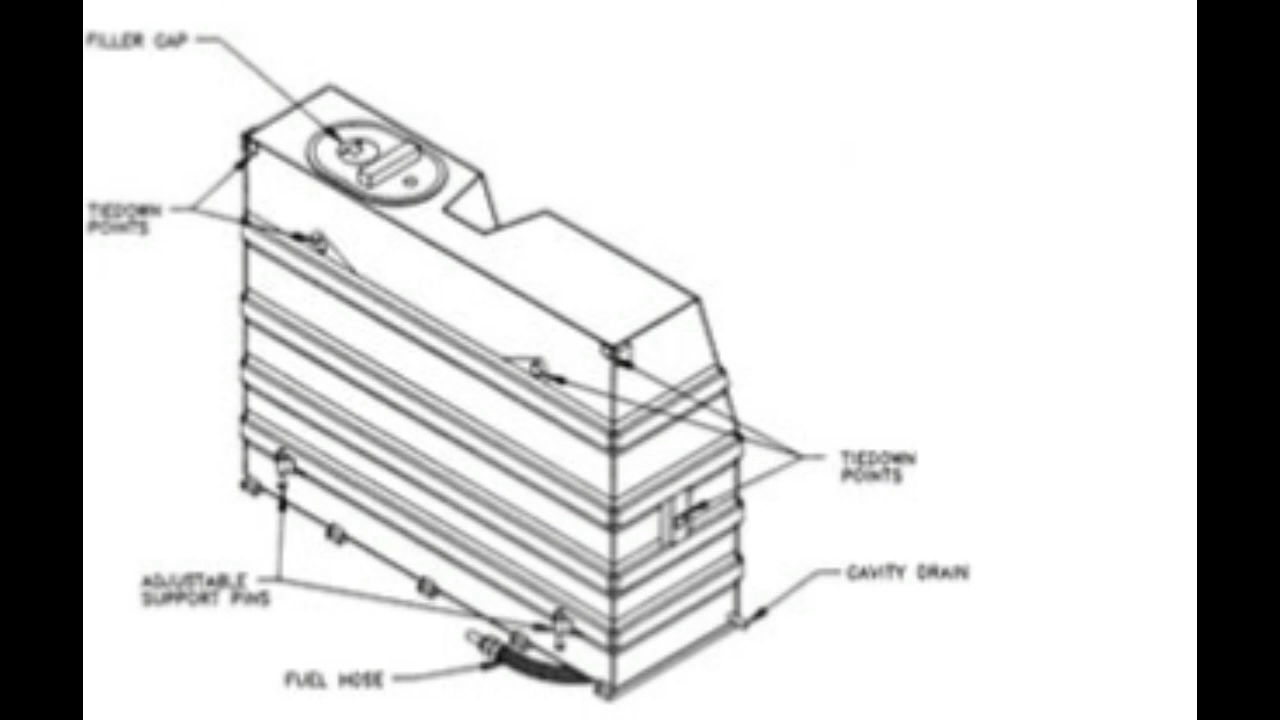 FILLER CAP
TIEDOWN
POINTS
TIEDOWN
POINTS
CAVITY DRAIN
ADJUSTABLE
SUPPORT PINS
FUEL HOSE